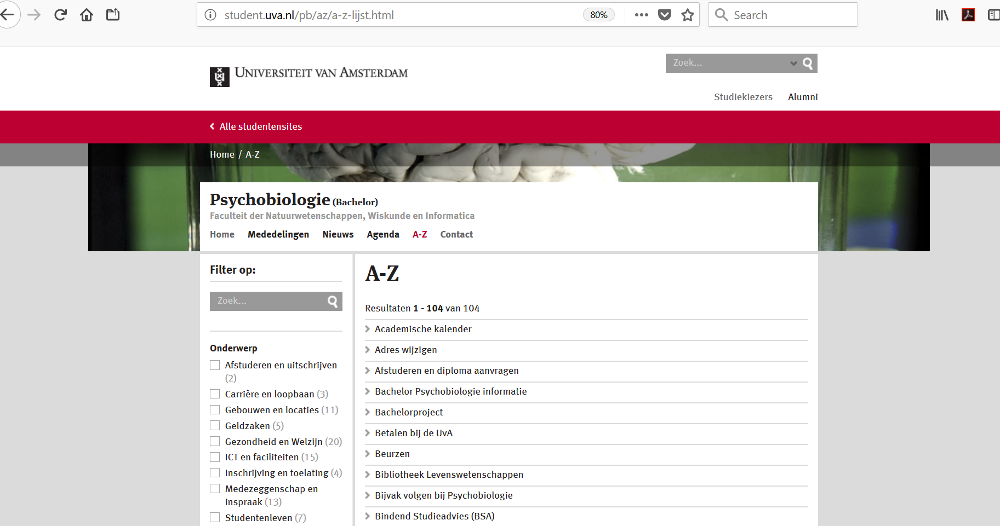 student.uva.nl/pb/az/a-z-lijst.html
80%
Search
UNIVERSITEIT VAN AMSTERDAM
Zoek...
Studiekiezers
Alumni
Alle studentensites
Home / A-Z
Psychobiologie (Bachelor)
Faculteit der Natuurwetenschappen, Wiskunde en Informatica
Home
Mededelingen
Nieuws
Agenda
A-Z
Contact
Filter op:
Zoek...
Onderwerp
Afstuderen en uitschrijven
(2)
Carrière en loopbaan (3)
Gebouwen en locaties (11)
Geldzaken (5)
Gezondheid en Welzijn (20)
ICT en faciliteiten (15)
Inschrijving en toelating (4)
Medezeggenschap en
inspraak (13)
Studentenleven (7)
A-Z
Resultaten 1 - 104 van 104
Academische kalender
Adres wijzigen
Afstuderen en diploma aanvragen
Bachelor Psychobiologie informatie
Bachelorproject
Betalen bij de UvA
Beurzen
Bibliotheek Levenswetenschappen
Bijvak volgen bij Psychobiologie
Bindend Studieadvies (BSA)